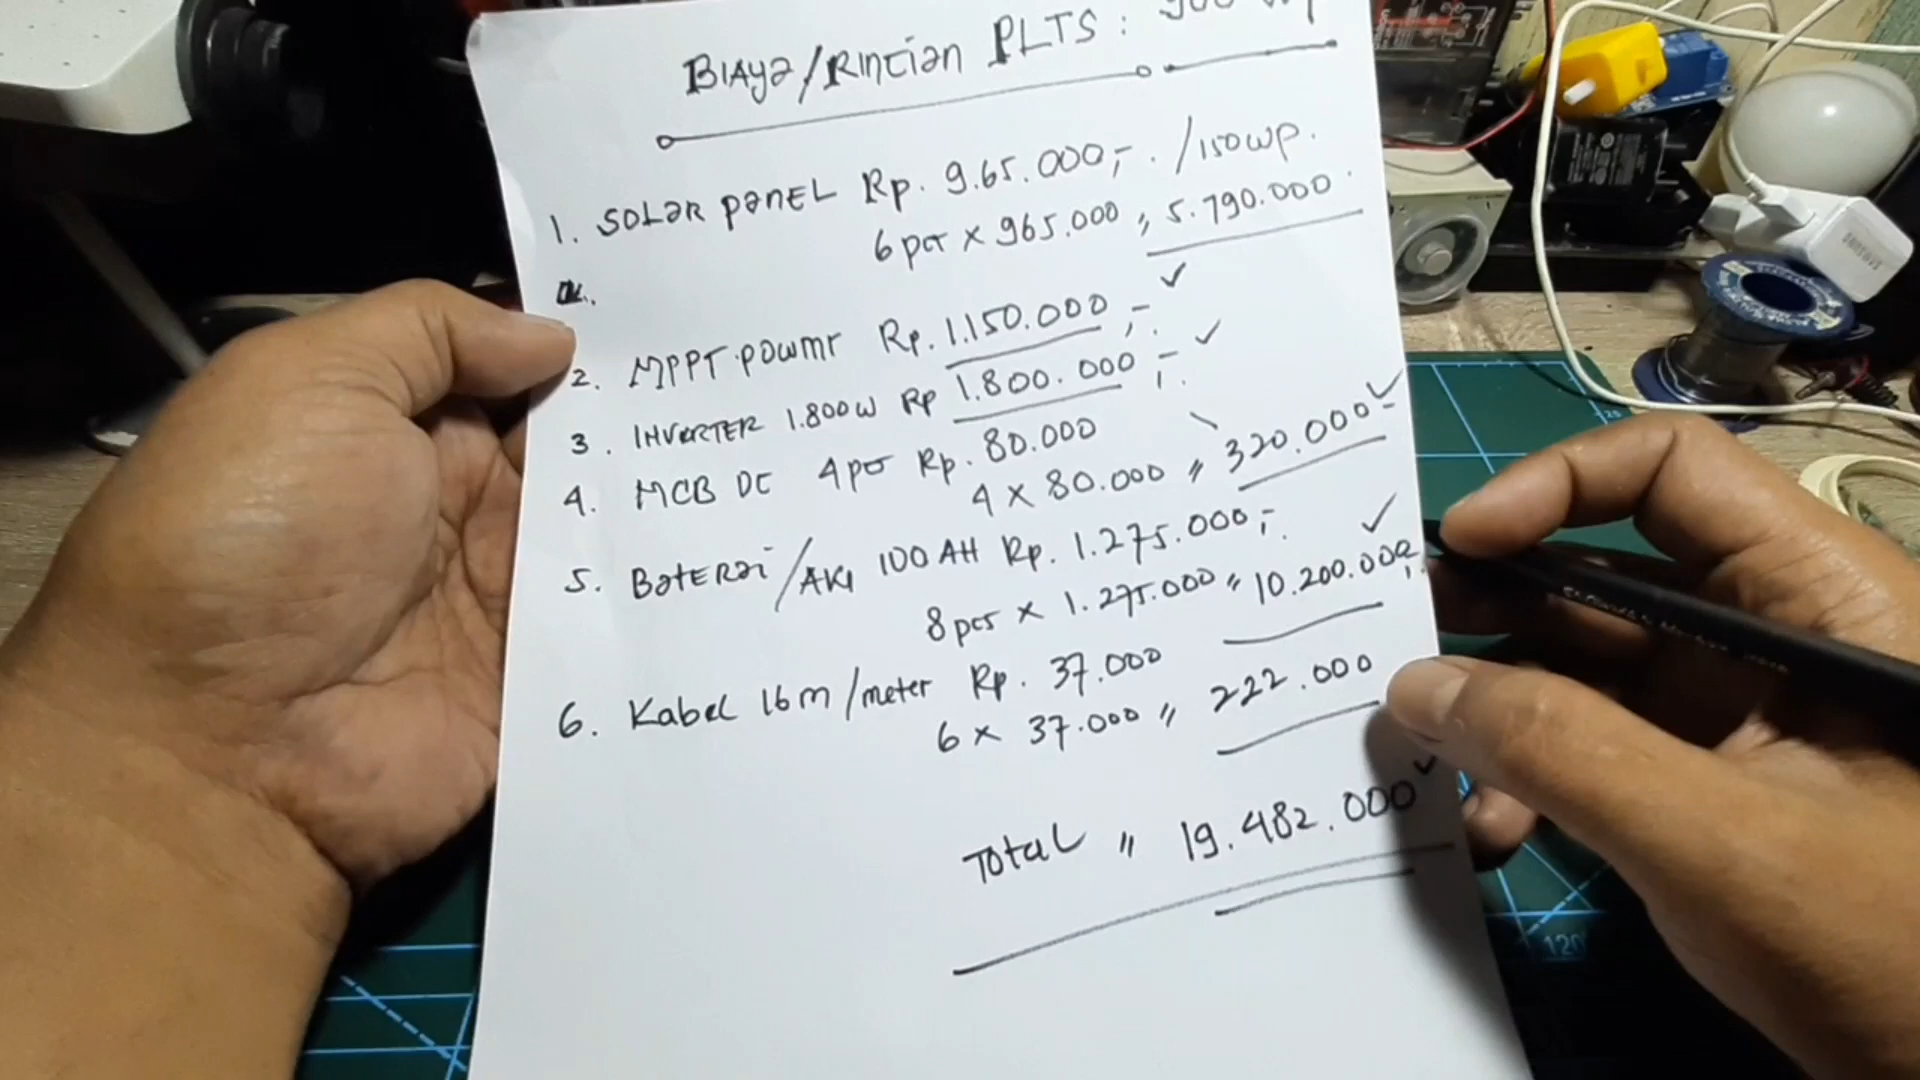 BIAYa/RINCIan PLTS : 900 Wp
1. SOLaR PanEL Rp. 9.65.000,- . /150wp.
6 pcs x 965.000 = 5.790.000
2. MPPT POWMr Rp. 1.150.000,-.
3. INVERTER 1.800W Rp 1.800.000,-.
4. MCB DC 4 pcs Rp. 80.000
4 x 80.000 = 320.000-
5. BaTERai/AKI 100 AH Rp. 1.275.000,-.
8 pcs x 1.275.000 = 10.200.000,-
6. Kabel 16m/meter Rp. 37.000
6 x 37.000 = 222.000
TOTAL = 19.482.000
120